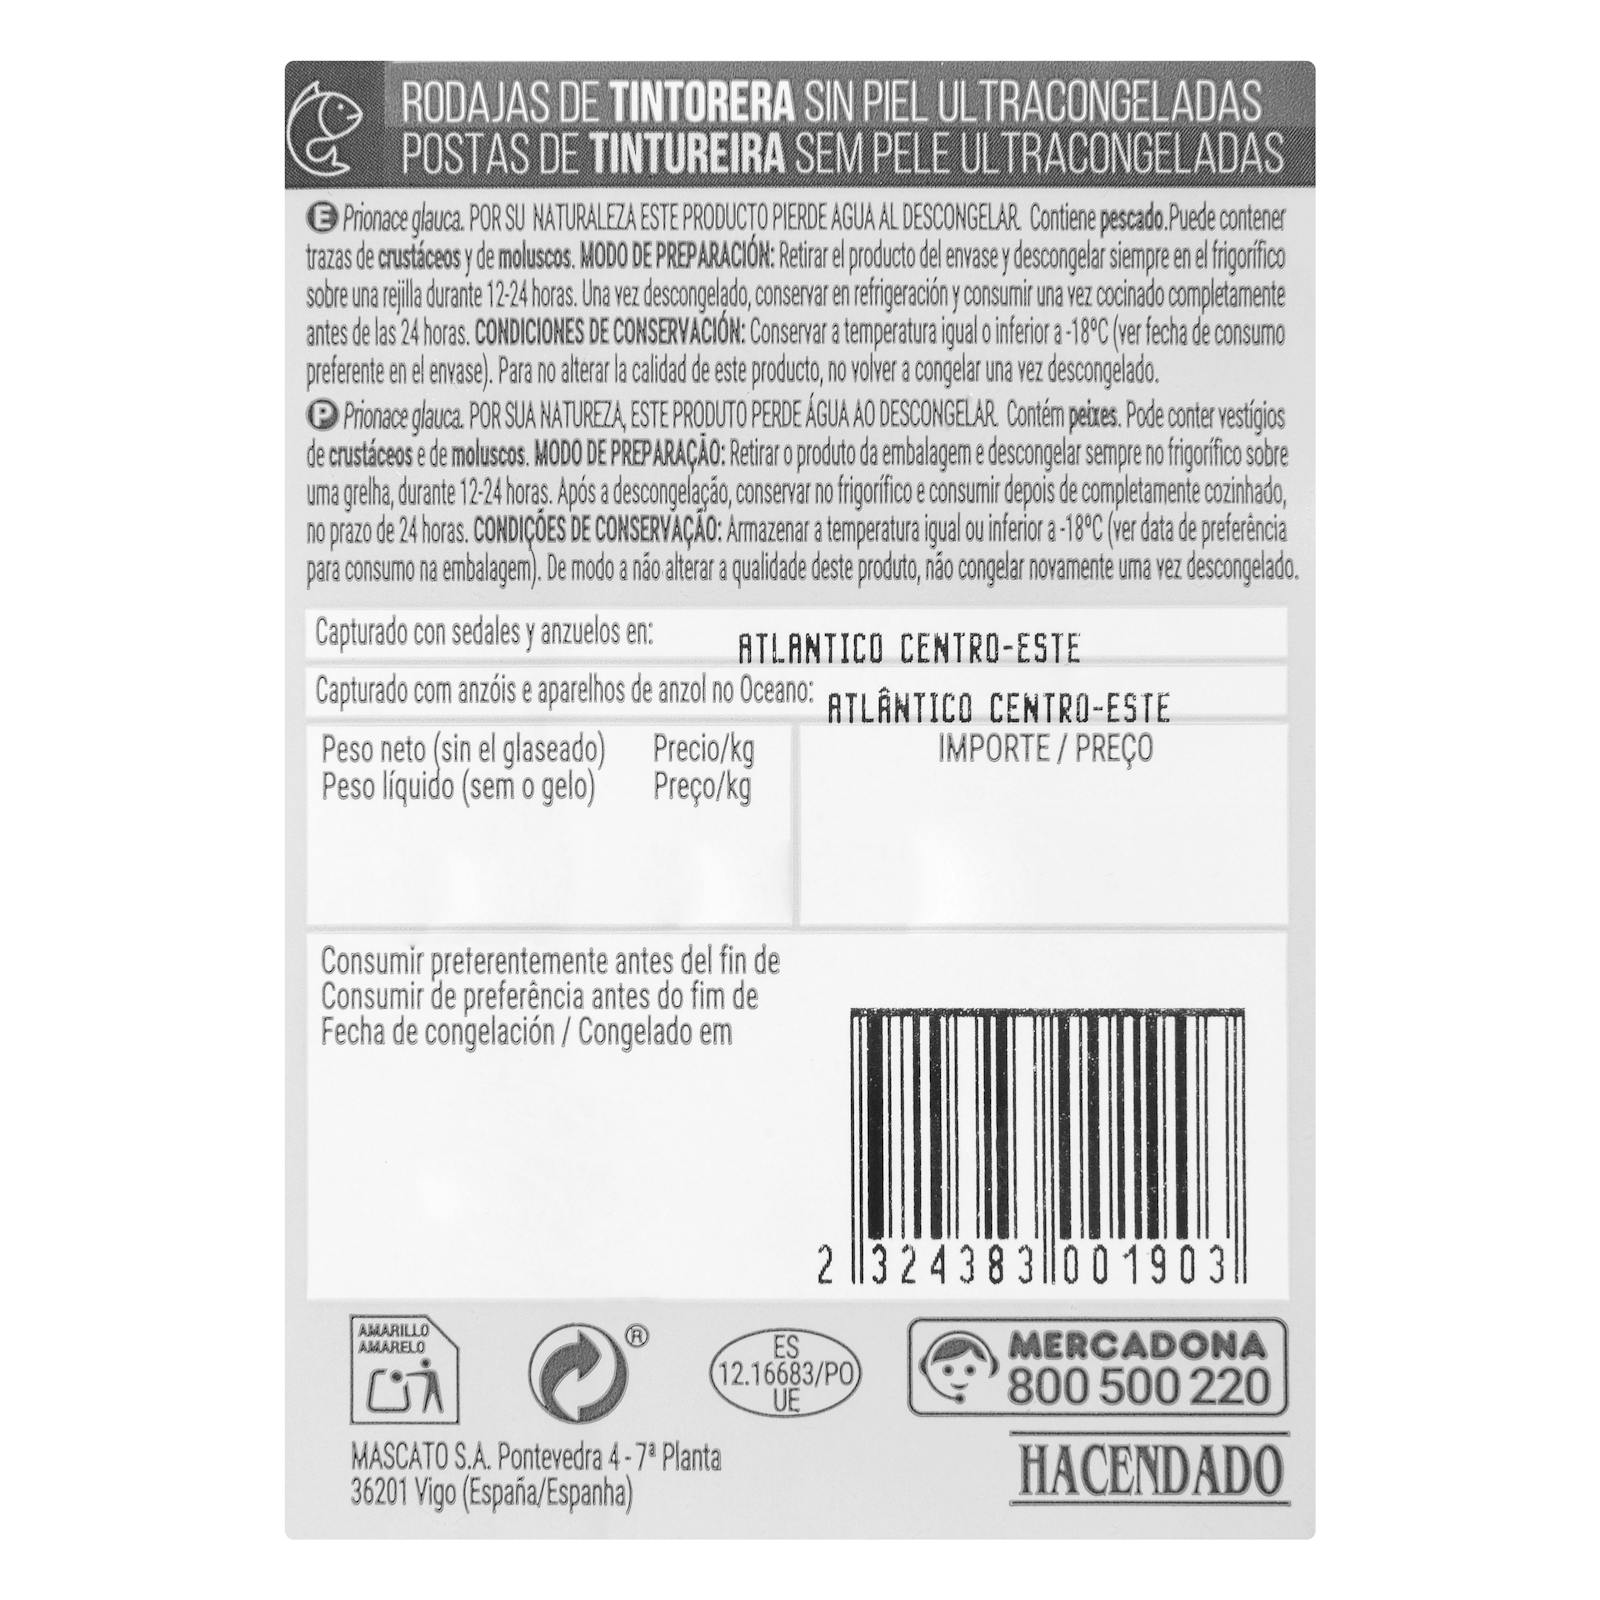 RODAJAS DE TINTORERA SIN PIEL ULTRACONGELADAS
POSTAS DE TINTUREIRA SEM PELE ULTRACONGELADAS
E Prionace glauca. POR SU NATURALEZA ESTE PRODUCTO PIERDE AGUA AL DESCONGELAR. Contiene pescado.Puede contener
trazas de crustáceos y de moluscos. MODO DE PREPARACIÓN: Retirar el producto del envase y descongelar siempre en el frigorífico
sobre una rejilla durante 12-24 horas. Una vez descongelado, conservar en refrigeración y consumir una vez cocinado completamente
antes de las 24 horas. CONDICIONES DE CONSERVACIÓN: Conservar a temperatura igual o inferior a -18ºC (ver fecha de consumo
preferente en el envase). Para no alterar la calidad de este producto, no volver a congelar una vez descongelado.
P Prionace glauca. POR SUA NATUREZA, ESTE PRODUTO PERDE ÁGUA AO DESCONGELAR. Contém peixes. Pode conter vestígios
de crustáceos e de moluscos. MODO DE PREPARAÇÃO: Retirar o produto da embalagem e descongelar sempre no frigorífico sobre
uma grelha, durante 12-24 horas. Após a descongelação, conservar no frigorífico e consumir depois de completamente cozinhado,
no prazo de 24 horas. CONDIÇÕES DE CONSERVAÇÃO: Armazenar a temperatura igual ou inferior a -18ºC (ver data de preferência
para consumo na embalagem). De modo a não alterar a qualidade deste produto, não congelar novamente uma vez descongelado.
Capturado con sedales y anzuelos en: ATLANTICO CENTRO-ESTE
Capturado com anzóis e aparelhos de anzol no Oceano: ATLÂNTICO CENTRO-ESTE
Peso neto (sin el glaseado) Precio/kg IMPORTE / PREÇO
Peso líquido (sem o gelo) Preço/kg
Consumir preferentemente antes del fin de
Consumir de preferência antes do fim de
Fecha de congelación / Congelado em
2 324383 001903
AMARILLO
AMARELO
®
ES
12.16683/PO
UE
MERCADONA
800 500 220
MASCATO S.A. Pontevedra 4 - 7ª Planta
36201 Vigo (España/Espanha)
HACENDADO